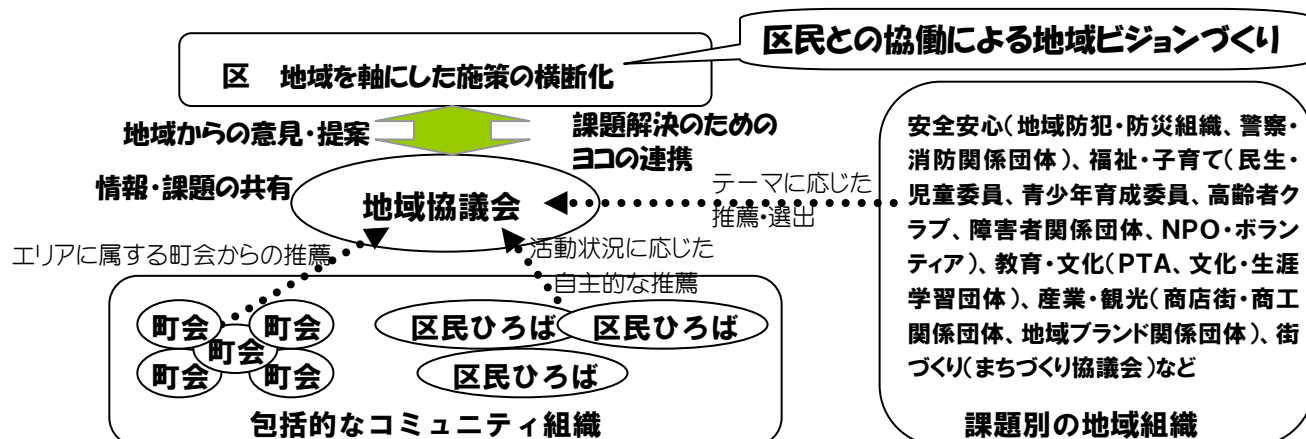 区民との協働による地域ビジョンづくり
区 地域を軸にした施策の横断化
地域からの意見・提案
課題解決のための
ヨコの連携
情報・課題の共有
地域協議会
テーマに応じた
推薦・選出
エリアに属する町会からの推薦
活動状況に応じた
自主的な推薦
町会
町会
町会
町会
町会
区民ひろば
区民ひろば
区民ひろば
包括的なコミュニティ組織
安全安心(地域防犯・防災組織、警察・
消防関係団体)、福祉・子育て(民生・
児童委員、青少年育成委員、高齢者ク
ラブ、障害者関係団体、NPO・ボラン
ティア)、教育・文化(PTA、文化・生涯
学習団体)、産業・観光(商店街・商工
関係団体、地域ブランド関係団体)、街
づくり(まちづくり協議会)など
課題別の地域組織